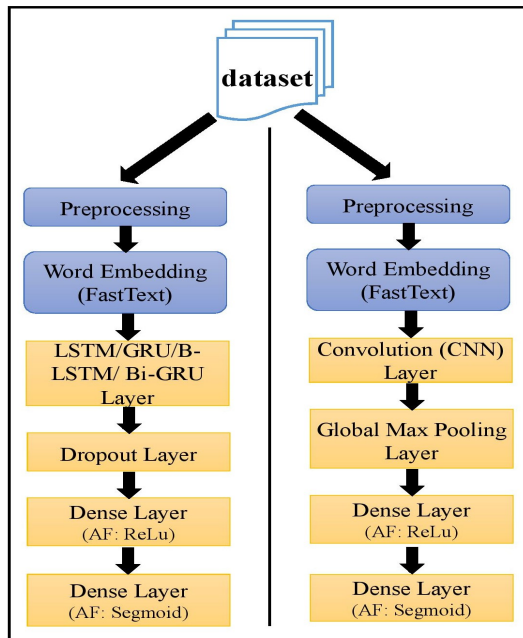 dataset
Preprocessing
Word Embedding
(FastText)
LSTM/GRU/B-
LSTM/ Bi-GRU
Layer
Dropout Layer
Dense Layer
(AF: ReLu)
Dense Layer
(AF: Segmoid)
Preprocessing
Word Embedding
(FastText)
Convolution (CNN)
Layer
Global Max Pooling
Layer
Dense Layer
(AF: ReLu)
Dense Layer
(AF: Segmoid)